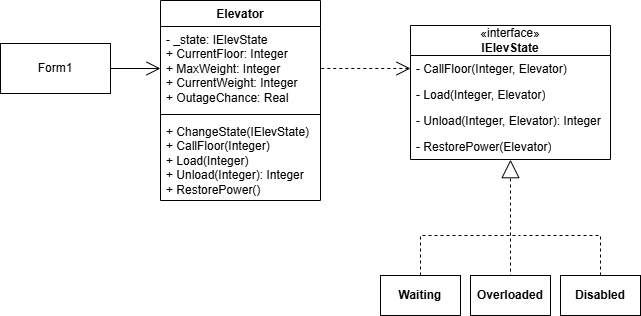 Form1
Elevator
- _state: IElevState
+ CurrentFloor: Integer
+ MaxWeight: Integer
+ CurrentWeight: Integer
+ OutageChance: Real
+ ChangeState(IElevState)
+ CallFloor(Integer)
+ Load(Integer)
+ Unload(Integer): Integer
+ RestorePower()
«interface»
IElevState
- CallFloor(Integer, Elevator)
- Load(Integer, Elevator)
- Unload(Integer, Elevator): Integer
- RestorePower(Elevator)
Waiting
Overloaded
Disabled